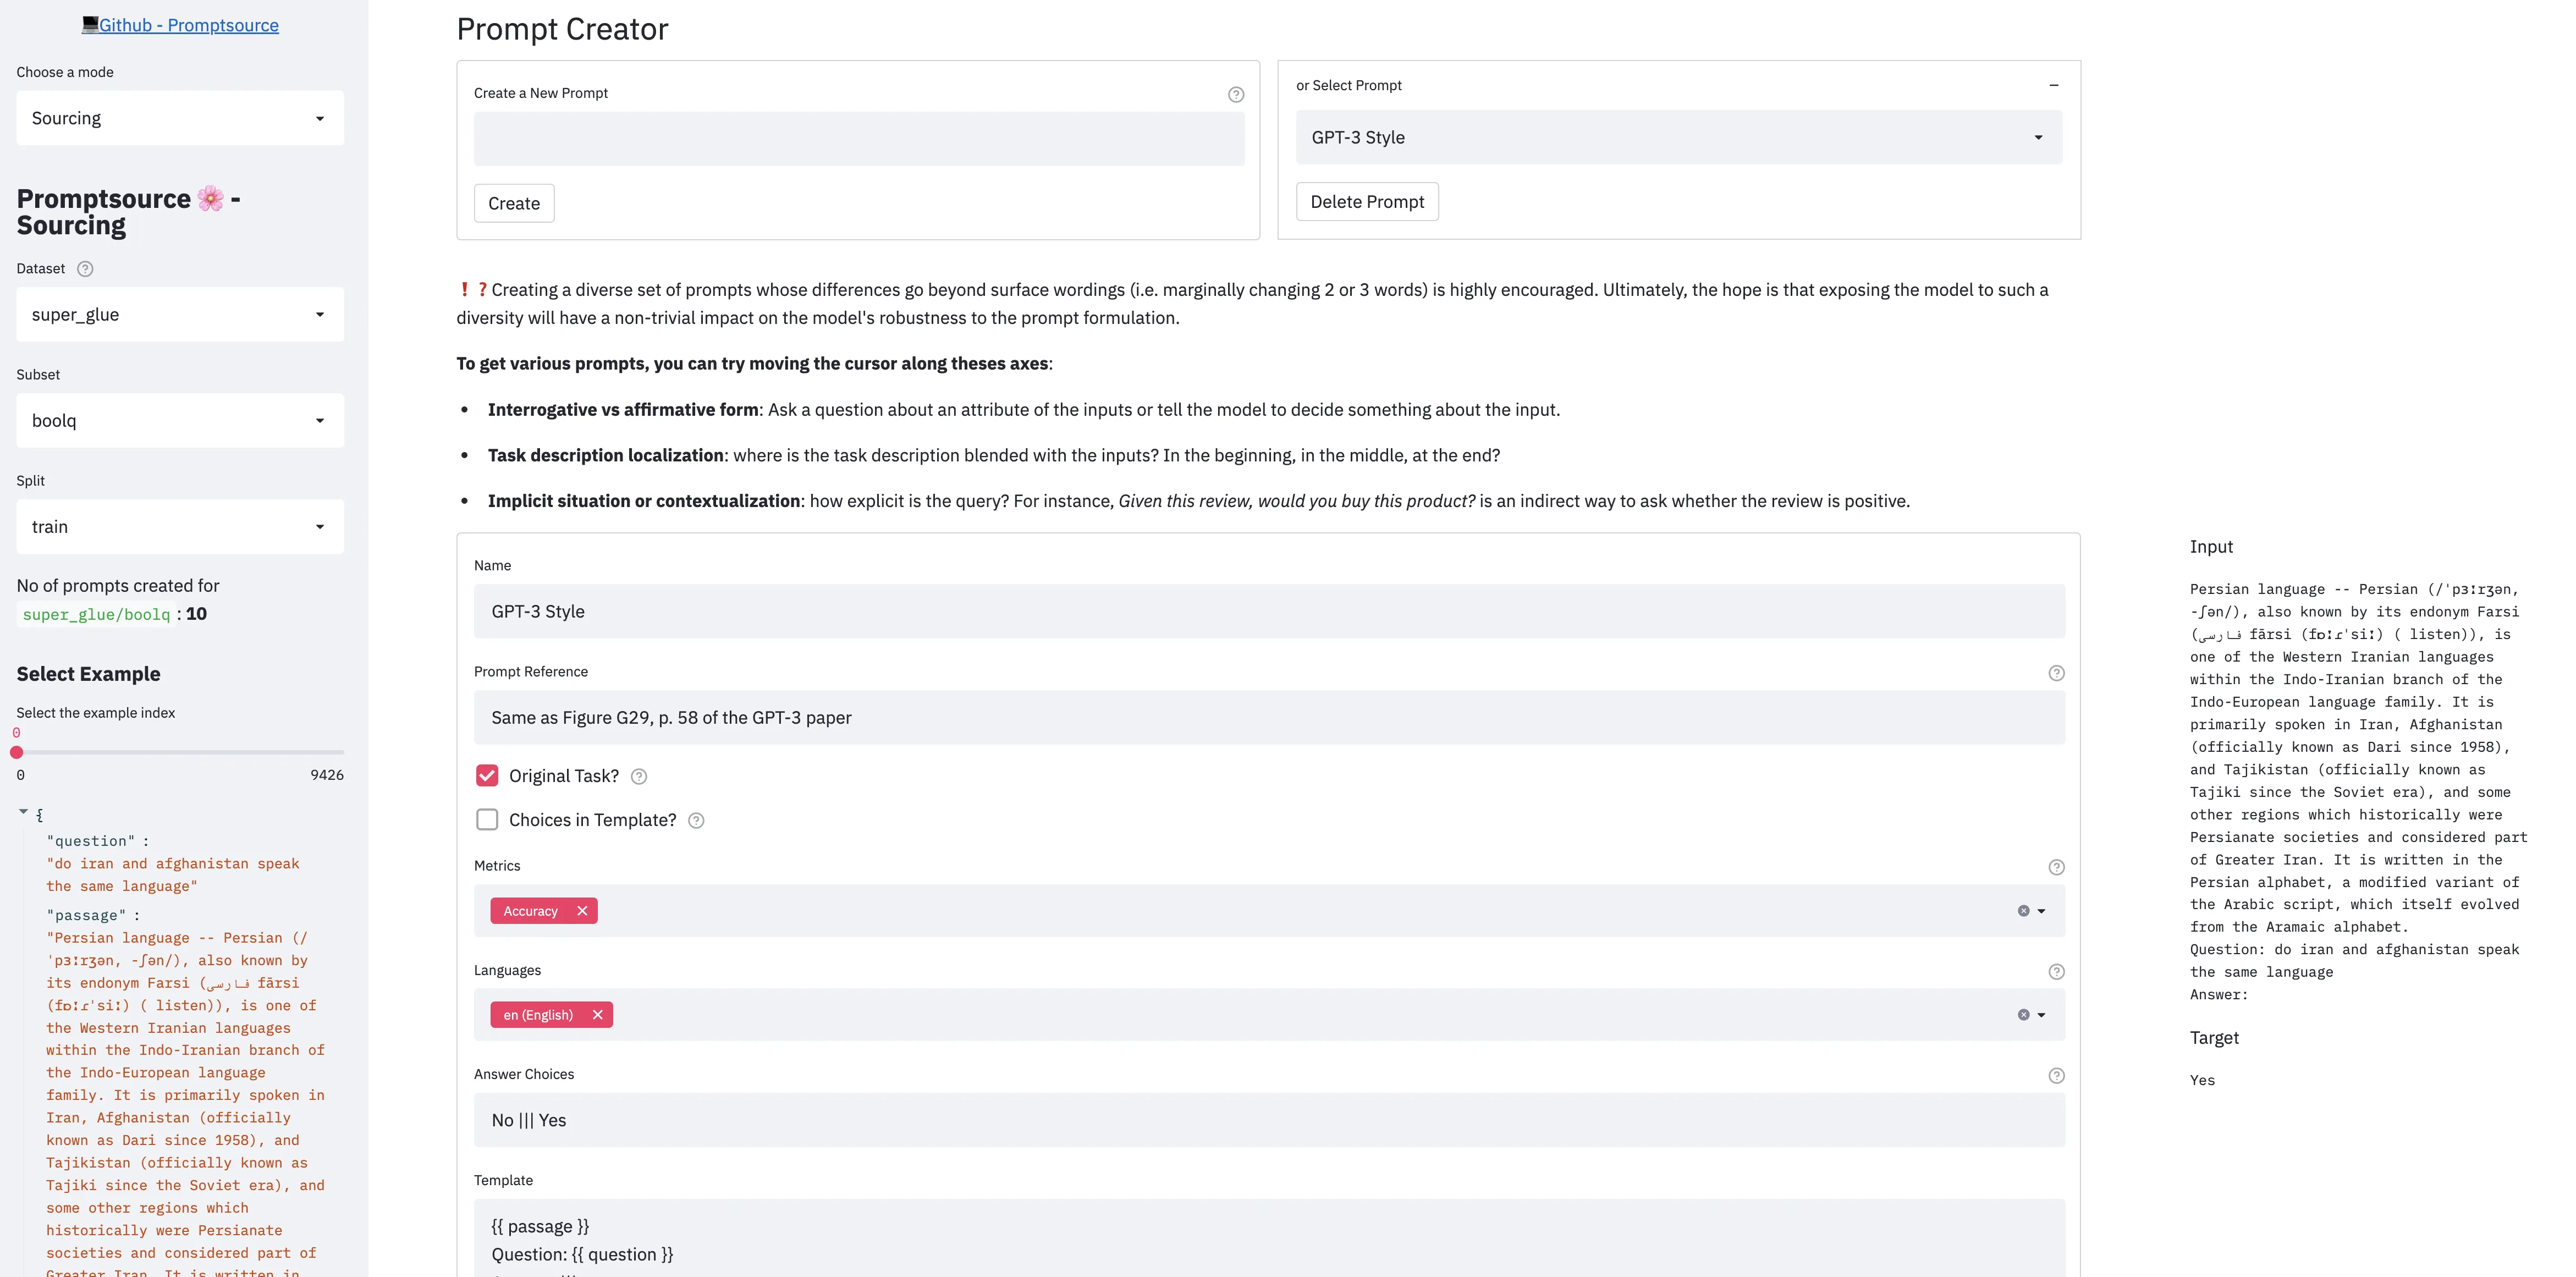 💻Github - Promptsource
Choose a mode
Sourcing
Promptsource 🌸 -
Sourcing
Dataset
super_glue
Subset
boolq
Split
train
No of prompts created for
super_glue/boolq : 10
Select Example
Select the example index
0
0 9426
{
"question" :
"do iran and afghanistan speak
the same language"
"passage" :
"Persian language -- Persian (/
ˈpɜːrʒən, -ʃən/), also known by
its endonym Farsi (فارسی fārsi
(fɒːɾˈsiː) ( listen)), is one of
the Western Iranian languages
within the Indo-Iranian branch of
the Indo-European language
family. It is primarily spoken in
Iran, Afghanistan (officially
known as Dari since 1958), and
Tajikistan (officially known as
Tajiki since the Soviet era), and
some other regions which
historically were Persianate
societies and considered part of
Greater Iran. It is written in
Prompt Creator
Create a New Prompt
Create
or Select Prompt
GPT-3 Style
Delete Prompt
❗❓Creating a diverse set of prompts whose differences go beyond surface wordings (i.e. marginally changing 2 or 3 words) is highly encouraged. Ultimately, the hope is that exposing the model to such a
diversity will have a non-trivial impact on the model's robustness to the prompt formulation.
To get various prompts, you can try moving the cursor along theses axes:
• Interrogative vs affirmative form: Ask a question about an attribute of the inputs or tell the model to decide something about the input.
• Task description localization: where is the task description blended with the inputs? In the beginning, in the middle, at the end?
• Implicit situation or contextualization: how explicit is the query? For instance, Given this review, would you buy this product? is an indirect way to ask whether the review is positive.
Name
GPT-3 Style
Prompt Reference
Same as Figure G29, p. 58 of the GPT-3 paper
Original Task?
Choices in Template?
Metrics
Accuracy
Languages
en (English)
Answer Choices
No ||| Yes
Template
{{ passage }}
Question: {{ question }}
Input
Persian language -- Persian (/ˈpɜːrʒən,
-ʃən/), also known by its endonym Farsi
(فارسی fārsi (fɒːɾˈsiː) ( listen)), is
one of the Western Iranian languages
within the Indo-Iranian branch of the
Indo-European language family. It is
primarily spoken in Iran, Afghanistan
(officially known as Dari since 1958),
and Tajikistan (officially known as
Tajiki since the Soviet era), and some
other regions which historically were
Persianate societies and considered part
of Greater Iran. It is written in the
Persian alphabet, a modified variant of
the Arabic script, which itself evolved
from the Aramaic alphabet.
Question: do iran and afghanistan speak
the same language
Answer:
Target
Yes